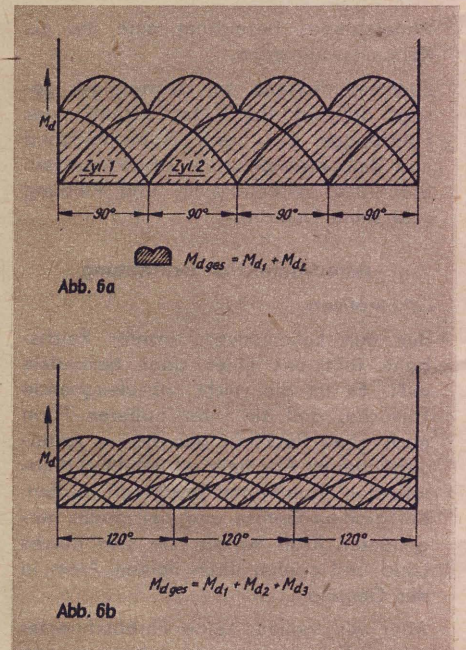 Md
Zyl.1 Zyl.2
90° 90° 90° 90°
Md ges = Md1 + Md2
Abb. 6a
Md
120° 120° 120°
Md ges = Md1 + Md2 + Md3
Abb. 6b